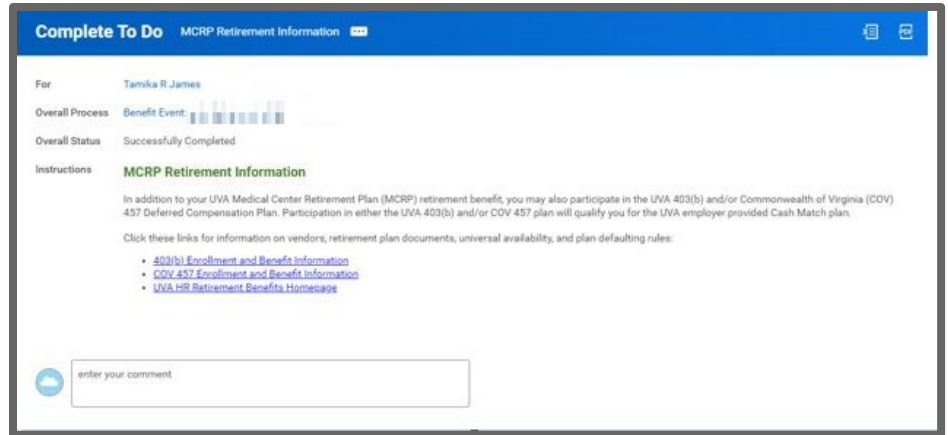 Complete To Do MCRP Retirement Information
PDF
For Tamika R James
Overall Process Benefit Event:
Overall Status Successfully Completed
Instructions MCRP Retirement Information
In addition to your UVA Medical Center Retirement Plan (MCRP) retirement benefit, you may also participate in the UVA 403(b) and/or Commonwealth of Virginia (COV)
457 Deferred Compensation Plan. Participation in either the UVA 403(b) and/or COV 457 plan will qualify you for the UVA employer provided Cash Match plan.
Click these links for information on vendors, retirement plan documents, universal availability, and plan defaulting rules:
• 403(b) Enrollment and Benefit Information
• COV 457 Enrollment and Benefit Information
• UVA HR Retirement Benefits Homepage
enter your comment